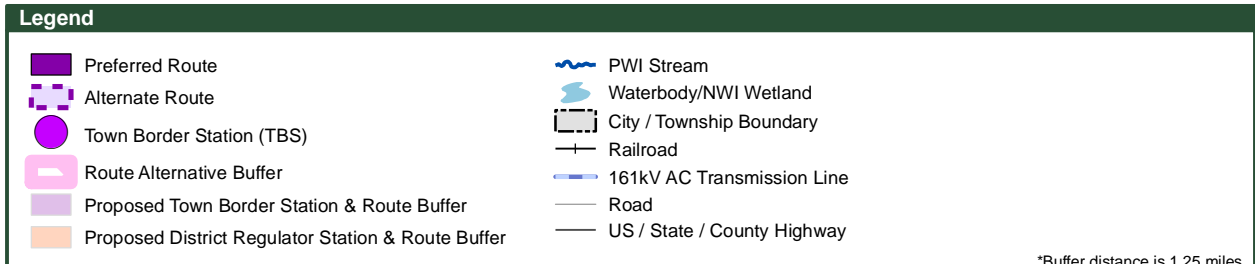 Legend
Preferred Route
Alternate Route
Town Border Station (TBS)
Route Alternative Buffer
Proposed Town Border Station & Route Buffer
Proposed District Regulator Station & Route Buffer
PWI Stream
Waterbody/NWI Wetland
City / Township Boundary
Railroad
161kV AC Transmission Line
Road
US / State / County Highway
*Buffer distance is 1.25 miles